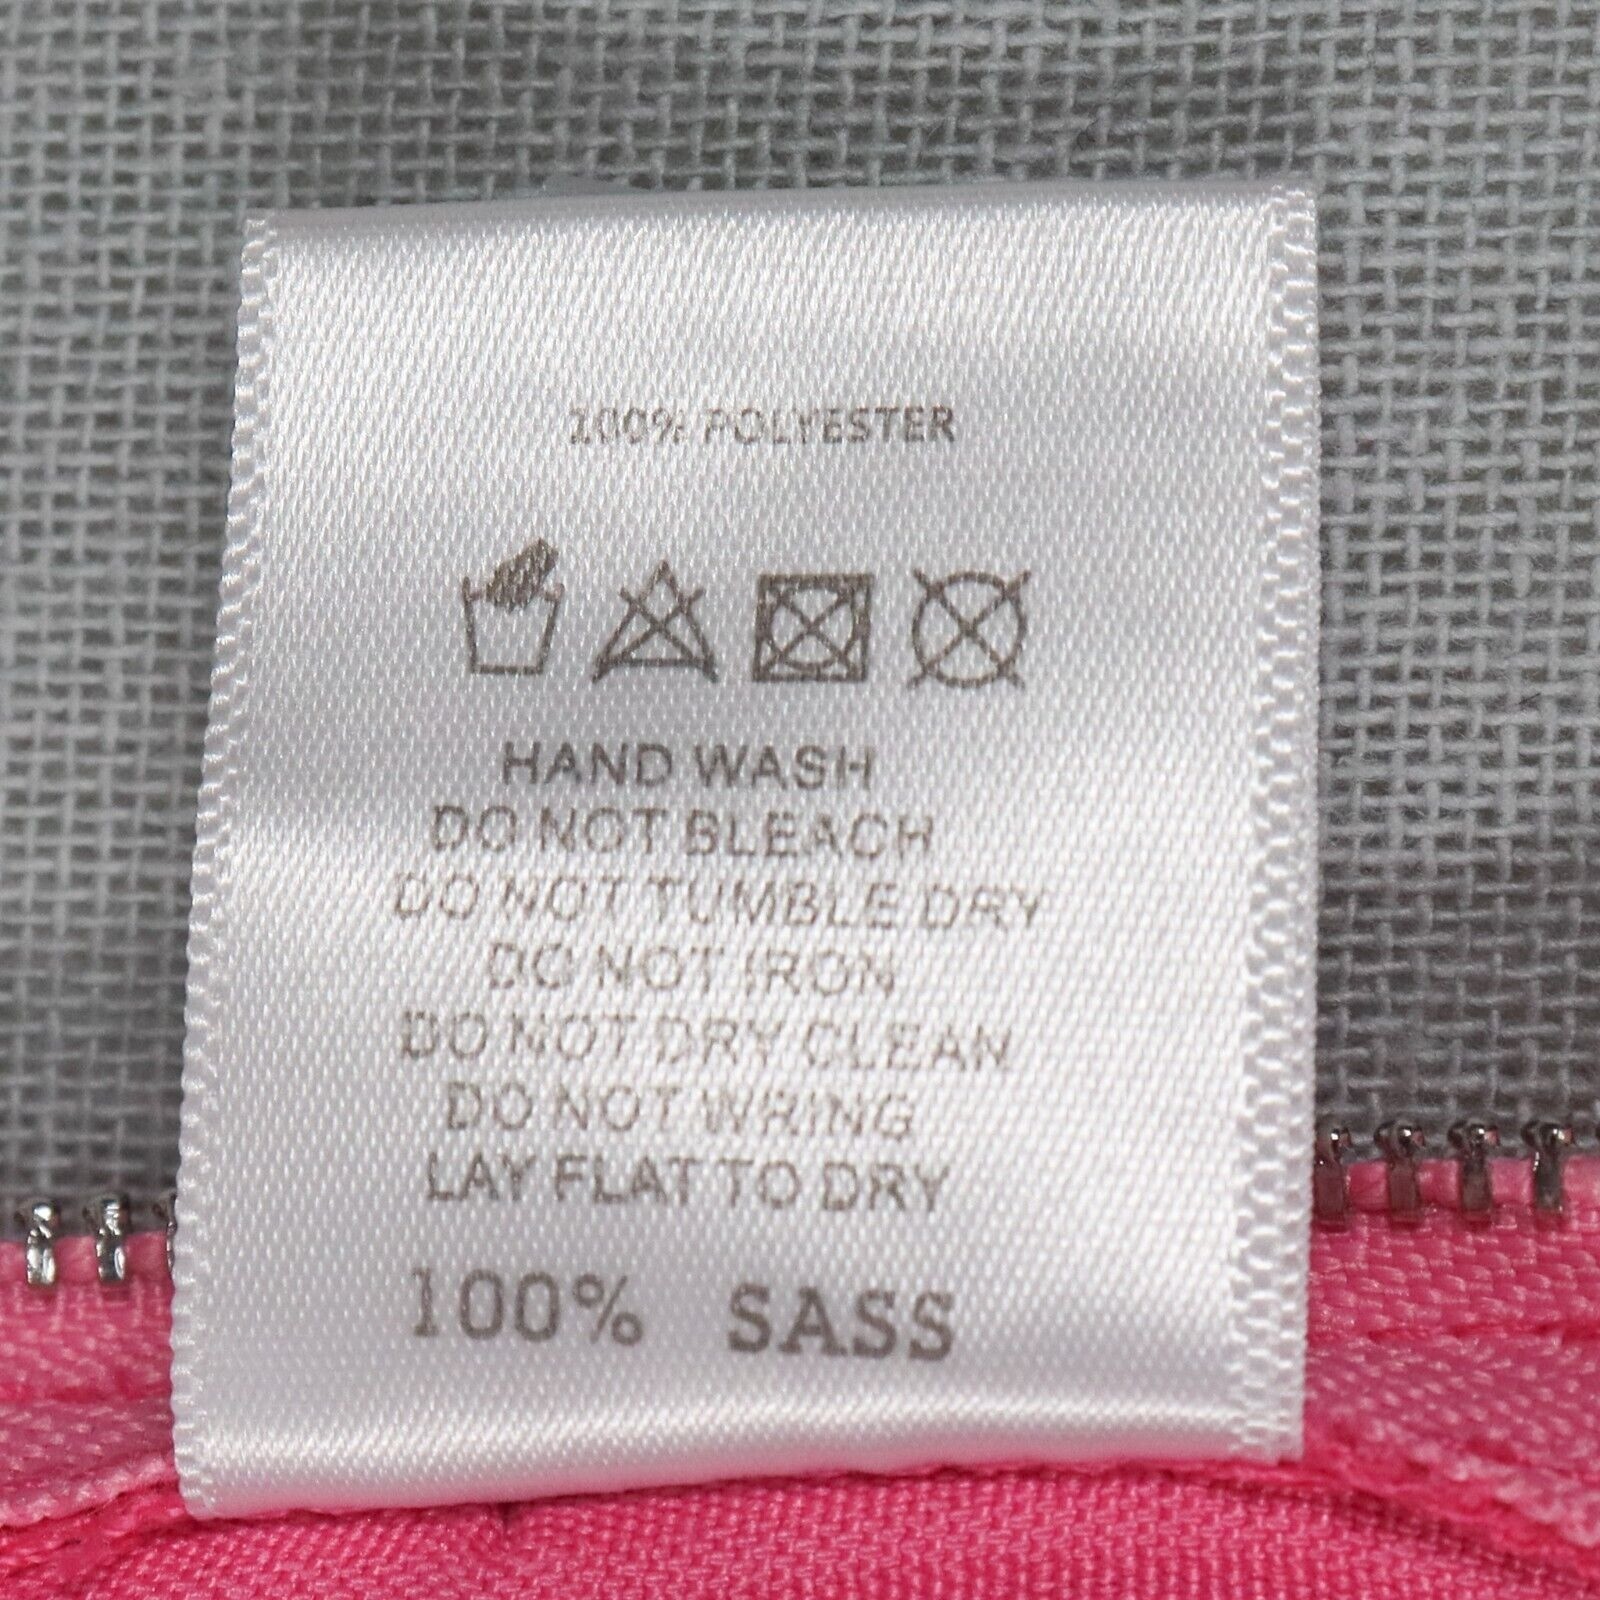 100% POLYESTER
HAND WASH
DO NOT BLEACH
DO NOT TUMBLE DRY
DO NOT IRON
DO NOT DRY CLEAN
DO NOT WRING
LAY FLAT TO DRY
100% SASS